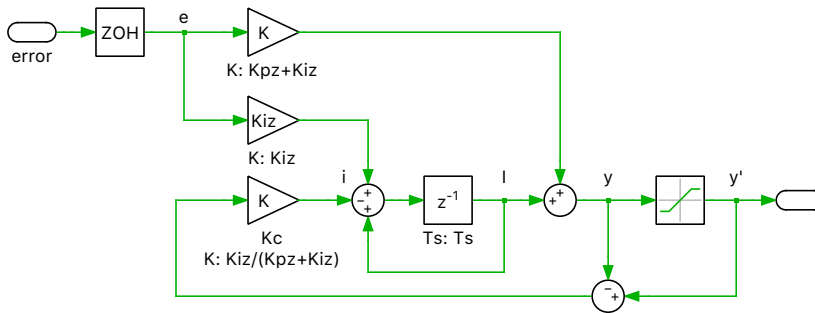 e
ZOH
K
error
K: Kpz+Kiz
Kiz
K: Kiz
i
I
y
y'
+
-
+
K
z-1
+
+
Kc
K: Kiz/(Kpz+Kiz)
Ts: Ts
-
+